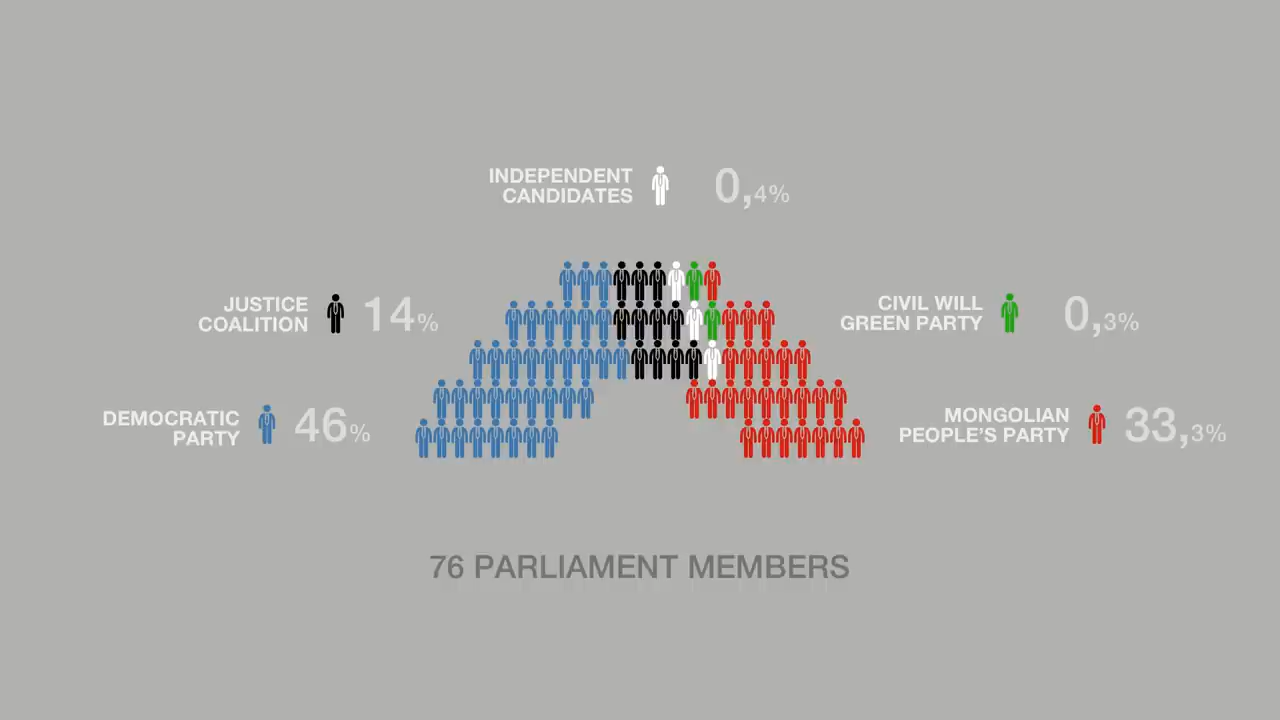 INDEPENDENT
CANDIDATES
0,4%
JUSTICE
COALITION
14%
CIVIL WILL
GREEN PARTY
0,3%
DEMOCRATIC
PARTY
46%
MONGOLIAN
PEOPLE'S PARTY
33,3%
76 PARLIAMENT MEMBERS